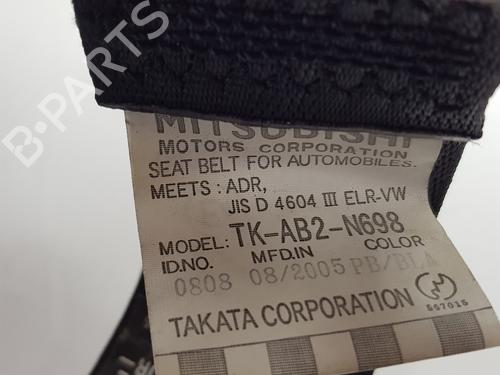 B-PARTS
MITSUBISHI
MOTORS CORPORATION
SEAT BELT FOR AUTOMOBILES.
MEETS : ADR,
JIS D 4604 III ELR-VW
MODEL: TK-AB2-N698
ID.NO. MFD.IN COLOR
0808 08/2005 PB/BLA
TAKATA CORPORATION
567015